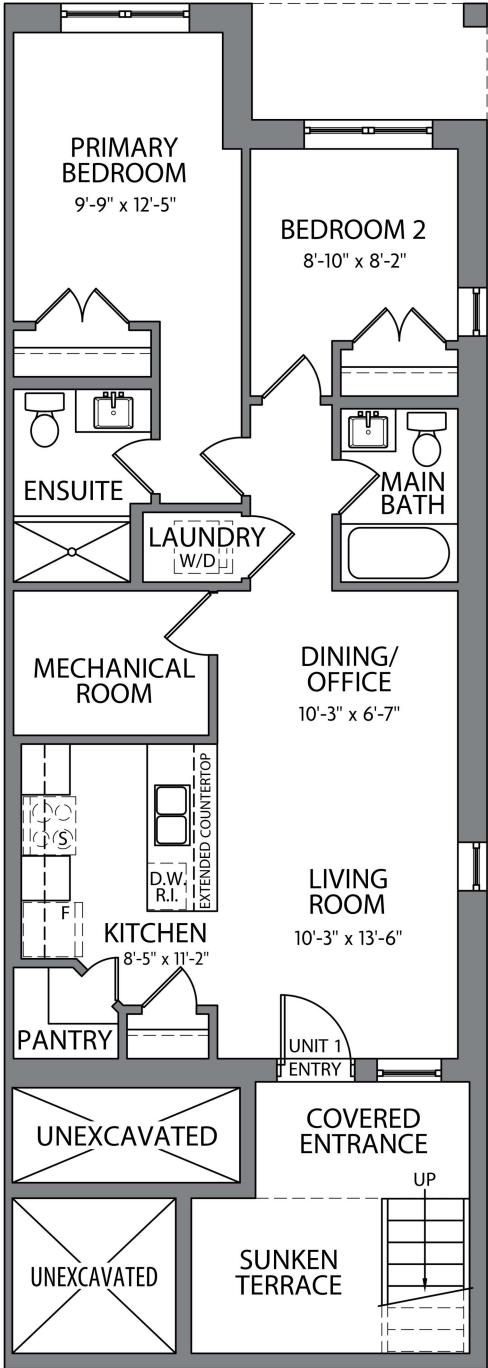 PRIMARY
BEDROOM
9'-9" x 12'-5"
BEDROOM 2
8'-10" x 8'-2"
ENSUITE
MAIN
BATH
LAUNDRY
W/D
MECHANICAL
ROOM
DINING/
OFFICE
10'-3" x 6'-7"
EXTENDED COUNTERTOP
S
D.W.
R.I.
F
KITCHEN
8'-5" x 11'-2"
LIVING
ROOM
10'-3" x 13'-6"
PANTRY
UNIT 1
ENTRY
UNEXCAVATED
COVERED
ENTRANCE
UP
UNEXCAVATED
SUNKEN
TERRACE